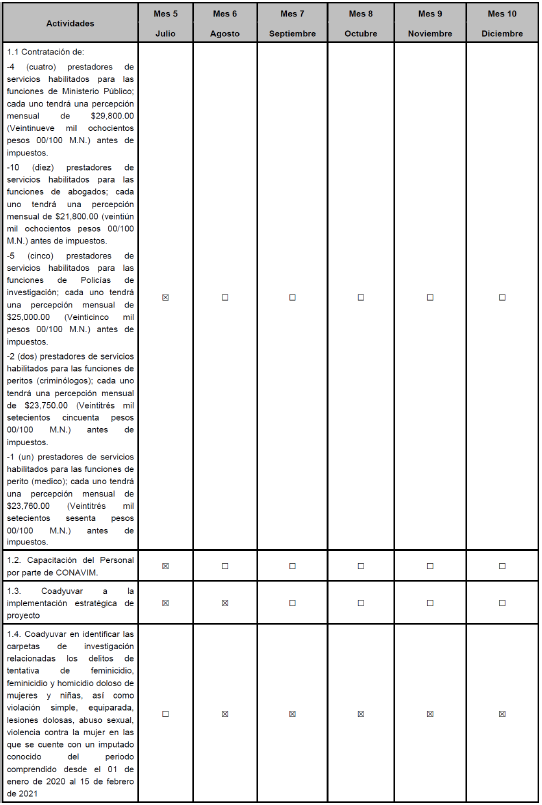 Actividades
Mes 5 Mes 6 Mes 7 Mes 8 Mes 9 Mes 10
Julio Agosto Septiembre Octubre Noviembre Diciembre
1.1 Contratación de:
-4 (cuatro) prestadores de
servicios habilitados para las
funciones de Ministerio Público;
cada uno tendrá una percepción
mensual de $29,800.00
(Veintinueve mil ochocientos
pesos 00/100 M.N.) antes de
impuestos.
-10 (diez) prestadores de
servicios habilitados para las
funciones de abogados; cada
uno tendrá una percepción
mensual de $21,800.00 (veintiún
mil ochocientos pesos 00/100
M.N.) antes de impuestos.
-5 (cinco) prestadores de
servicios habilitados para las
funciones de Policías de
investigación; cada uno tendrá
una percepción mensual de
$25,000.00 (Veinticinco mil
pesos 00/100 M.N.) antes de
impuestos.
-2 (dos) prestadores de servicios
habilitados para las funciones de
peritos (criminólogos); cada uno
tendrá una percepción mensual
de $23,750.00 (Veintitrés mil
setecientos cincuenta pesos
00/100 M.N.) antes de
impuestos.
-1 (un) prestadores de servicios
habilitados para las funciones de
perito (medico); cada uno tendrá
una percepción mensual de
$23,760.00 (Veintitrés mil
setecientos sesenta pesos
00/100 M.N.) antes de
impuestos.
☒ ☐ ☐ ☐ ☐ ☐
1.2. Capacitación del Personal
por parte de CONAVIM.
☒ ☐ ☐ ☐ ☐ ☐
1.3. Coadyuvar a la
implementación estratégica de
proyecto
☒ ☒ ☐ ☐ ☐ ☐
1.4. Coadyuvar en identificar las
carpetas de investigación
relacionadas los delitos de
tentativa de feminicidio,
feminicidio y homicidio doloso de
mujeres y niñas, así como
violación simple, equiparada,
lesiones dolosas, abuso sexual,
violencia contra la mujer en las
que se cuente con un imputado
conocido del periodo
comprendido desde el 01 de
enero de 2020 al 15 de febrero
de 2021
☐ ☒ ☒ ☒ ☒ ☒